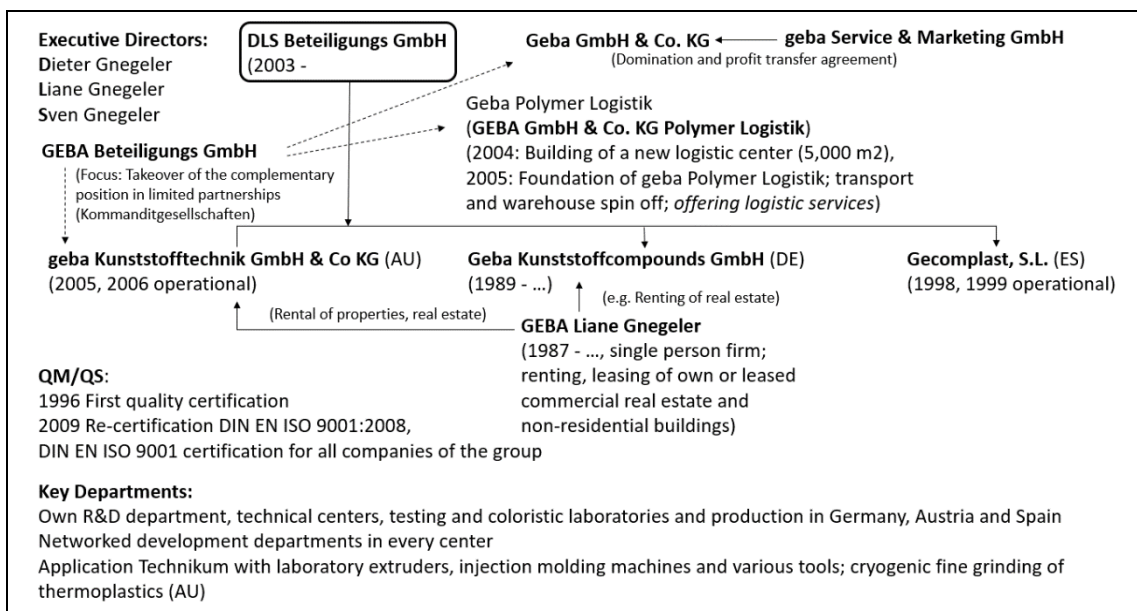 Executive Directors:
Dieter Gnegeler
Liane Gnegeler
Sven Gnegeler
DLS Beteiligungs GmbH
(2003 -
Geba GmbH & Co. KG
geba Service & Marketing GmbH
(Domination and profit transfer agreement)
Geba Polymer Logistik
(GEBA GmbH & Co. KG Polymer Logistik)
(2004: Building of a new logistic center (5,000 m2),
2005: Foundation of geba Polymer Logistik; transport
and warehouse spin off; offering logistic services)
GEBA Beteiligungs GmbH
(Focus: Takeover of the complementary
position in limited partnerships
(Kommanditgesellschaften)
geba Kunststofftechnik GmbH & Co KG (AU)
(2005, 2006 operational)
Geba Kunststoffcompounds GmbH (DE)
(1989 - ...)
Gecomplast, S.L. (ES)
(1998, 1999 operational)
(Rental of properties, real estate)
(e.g. Renting of real estate)
GEBA Liane Gnegeler
(1987 - ..., single person firm;
renting, leasing of own or leased
commercial real estate and
non-residential buildings)
QM/QS:
1996 First quality certification
2009 Re-certification DIN EN ISO 9001:2008,
DIN EN ISO 9001 certification for all companies of the group
Key Departments:
Own R&D department, technical centers, testing and coloristic laboratories and production in Germany, Austria and Spain
Networked development departments in every center
Application Technikum with laboratory extruders, injection molding machines and various tools; cryogenic fine grinding of
thermoplastics (AU)